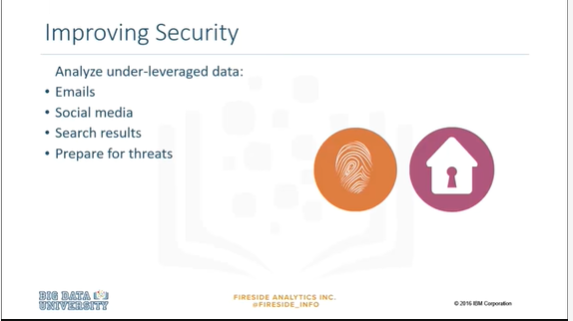 Improving Security
Analyze under-leveraged data:
• Emails
• Social media
• Search results
• Prepare for threats
BIG DATA
UNIVERSITY
FIRESIDE ANALYTICS INC.
@FIRESIDE_INFO
© 2016 IBM Corporation